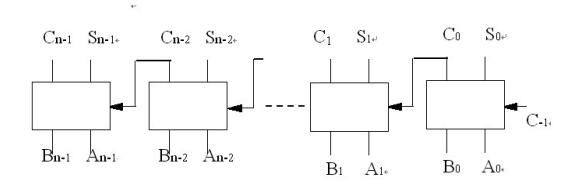 Cn-1 Sn-1 Cn-2 Sn-2 C1 S1 C0 S0
C-1
Bn-1 An-1 Bn-2 An-2 B1 A1 B0 A0